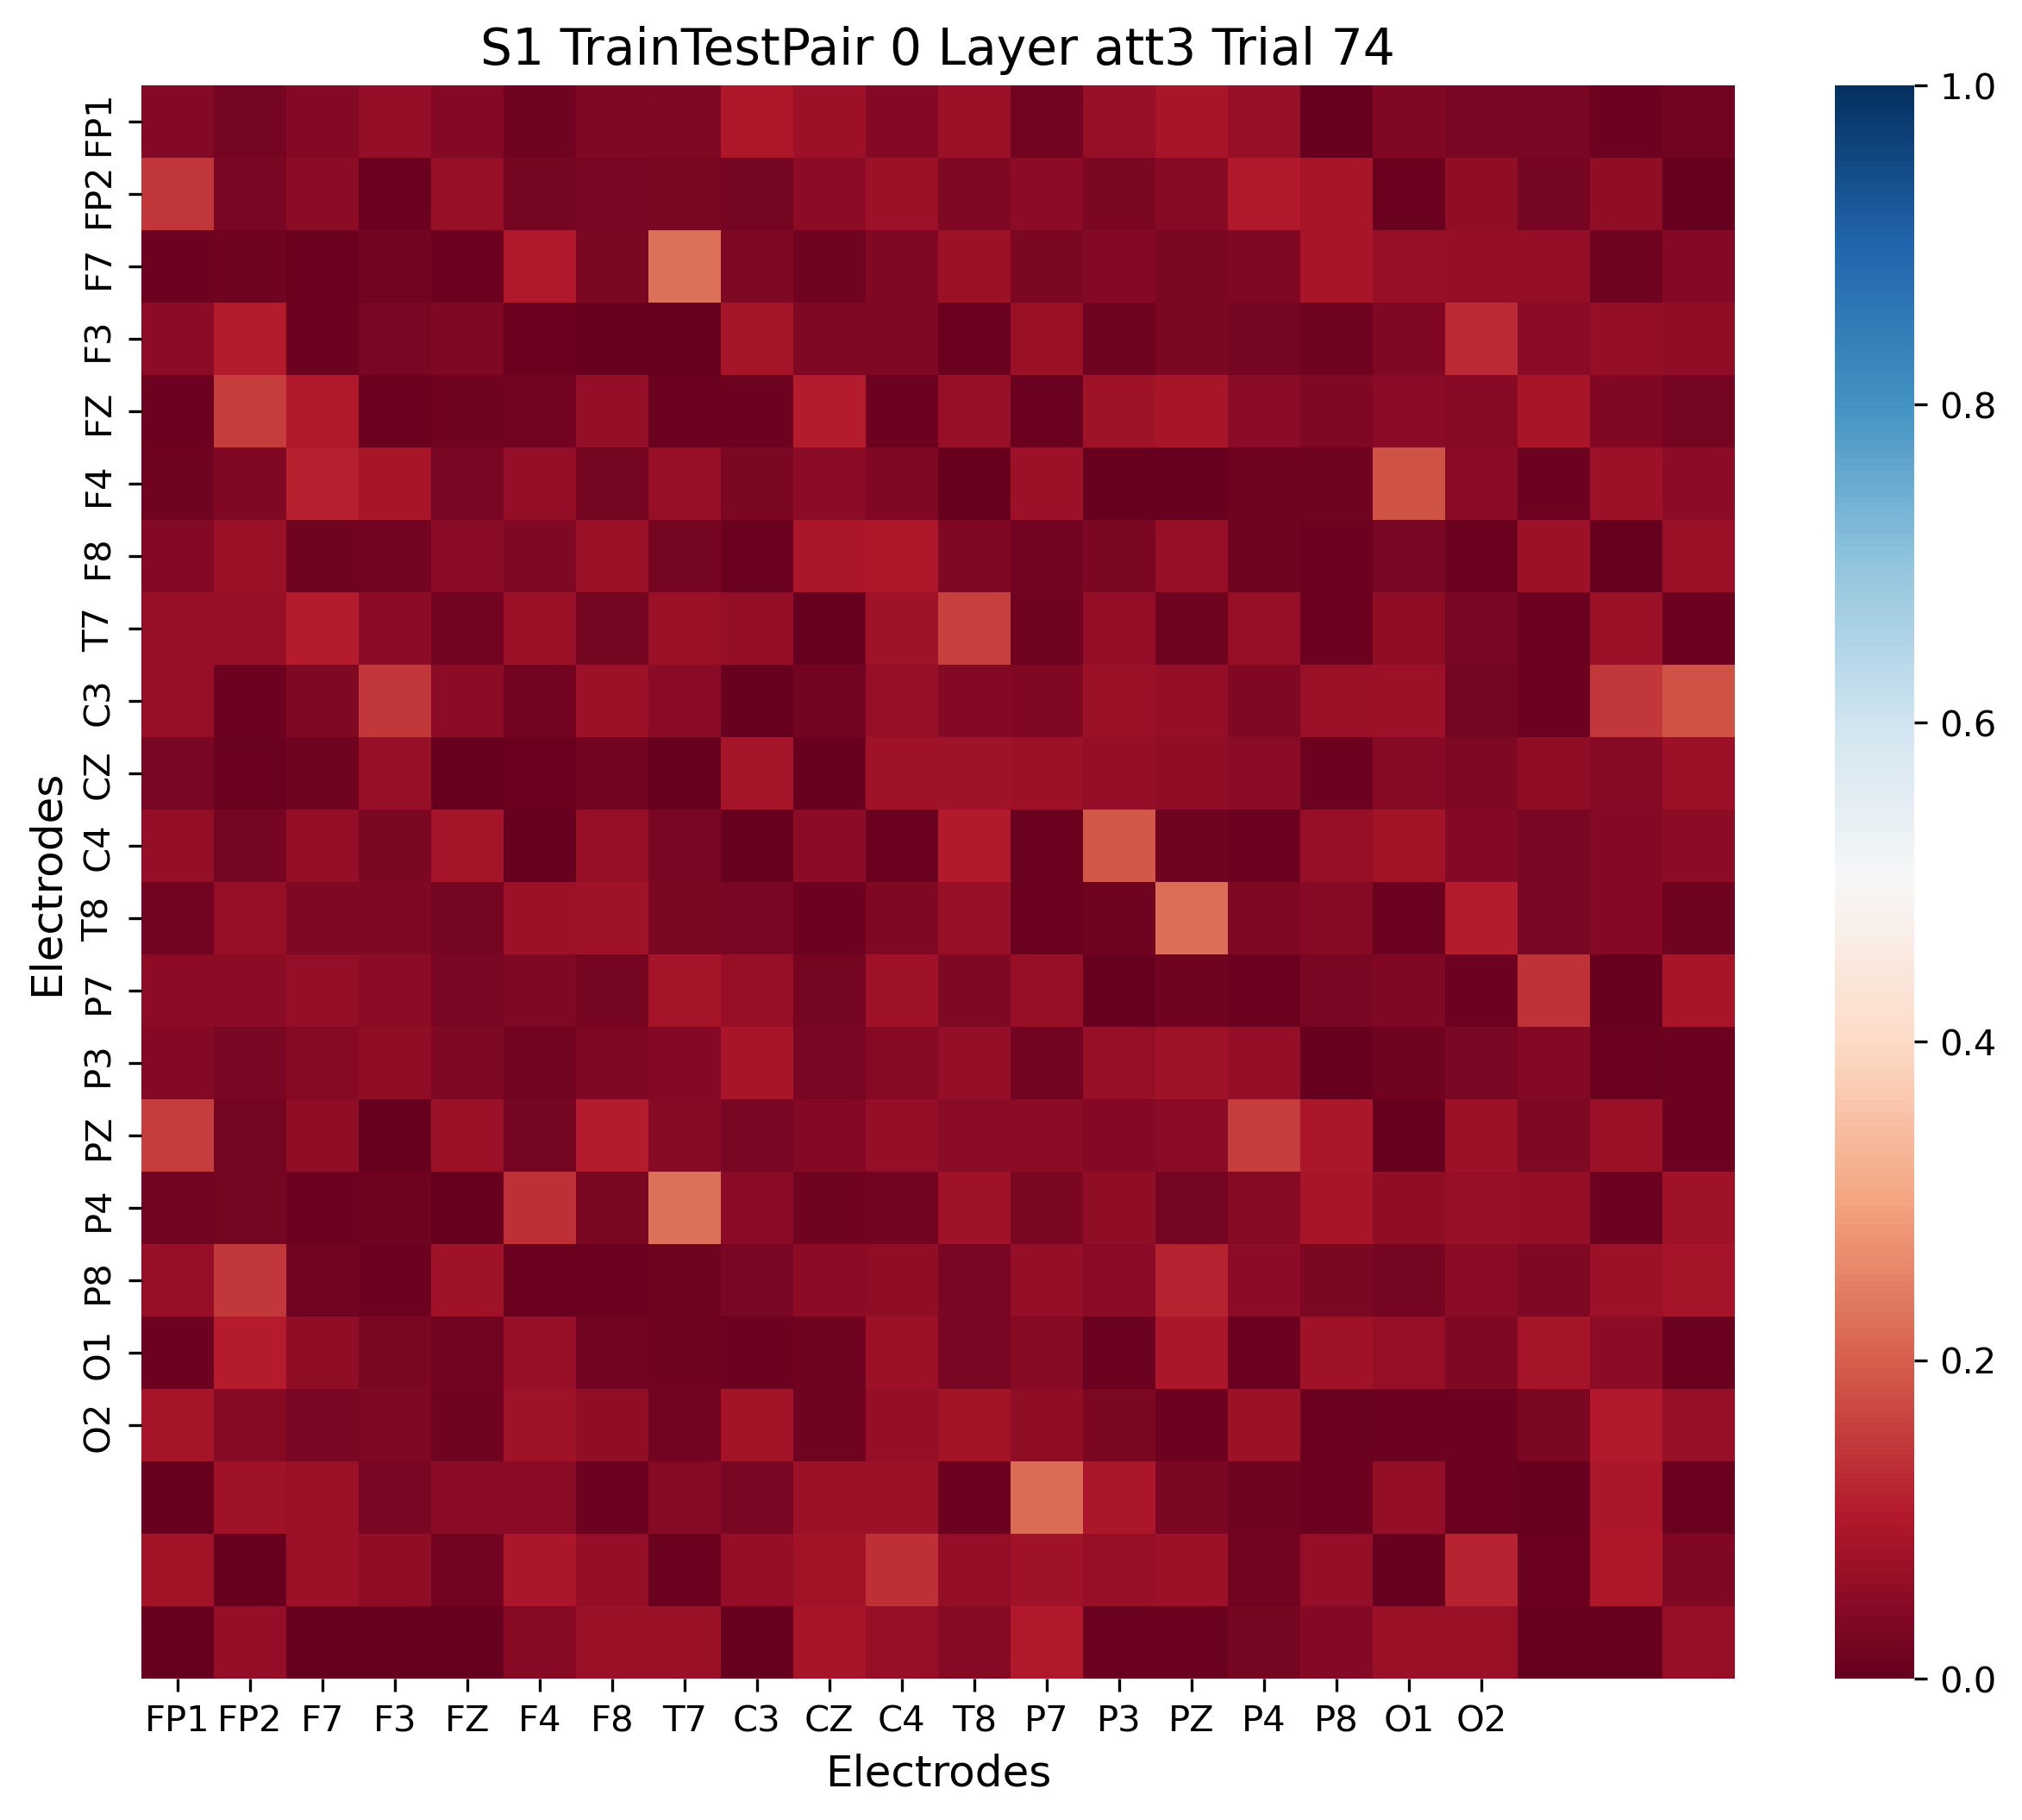 S1 TrainTestPair 0 Layer att3 Trial 74
Electrodes
FP1
FP2
F7
F3
FZ
F4
F8
T7
C3
CZ
C4
T8
P7
P3
PZ
P4
P8
O1
O2
FP1 FP2 F7 F3 FZ F4 F8 T7 C3 CZ C4 T8 P7 P3 PZ P4 P8 O1 O2
Electrodes
1.0
0.8
0.6
0.4
0.2
0.0